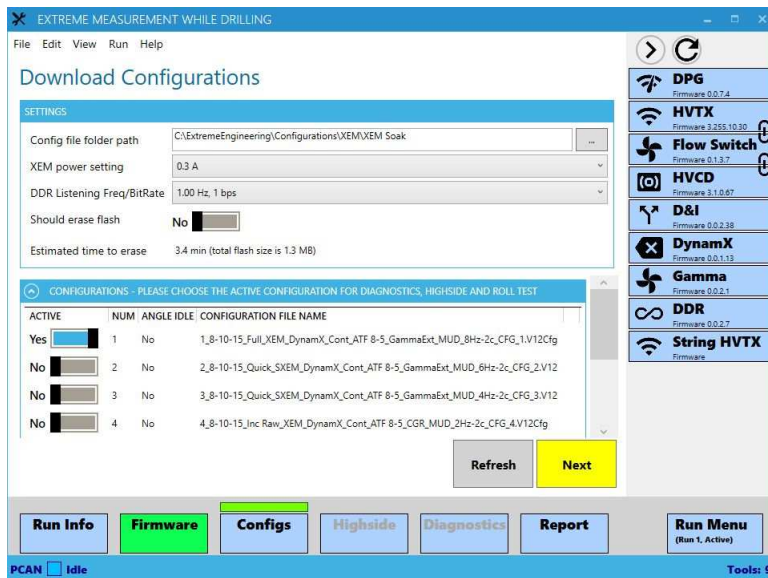 EXTREME MEASUREMENT WHILE DRILLING
File Edit View Run Help
Download Configurations
SETTINGS
Config file folder path C:\ExtremeEngineering\Configurations\XEM\XEM Soak ...
XEM power setting 0.3 A
DDR Listening Freq/BitRate 1.00 Hz, 1 bps
Should erase flash No
Estimated time to erase 3.4 min (total flash size is 1.3 MB)
CONFIGURATIONS - PLEASE CHOOSE THE ACTIVE CONFIGURATION FOR DIAGNOSTICS, HIGHSIDE AND ROLL TEST
ACTIVE NUM ANGLE IDLE CONFIGURATION FILE NAME
Yes 1 No 1_8-10-15_Full_XEM_DynamX_Cont_ATF 8-5_GammaExt_MUD_8Hz-2c_CFG_1.V12Cfg
No 2 No 2_8-10-15_Quick_SXEM_DynamX_Cont_ATF 8-5_GammaExt_MUD_6Hz-2c_CFG_2.V12
No 3 No 3_8-10-15_Quick_SXEM_DynamX_Cont_ATF 8-5_GammaExt_MUD_4Hz-2c_CFG_3.V12
No 4 No 4_8-10-15_Inc Raw_XEM_DynamX_Cont_ATF 8-5_CGR_MUD_2Hz-2c_CFG_4.V12Cfg
Refresh Next
DPG
Firmware 0.0.7.4
HVTX
Firmware 3.255.10.30
Flow Switch
Firmware 0.1.3.7
HVCD
Firmware 3.1.0.67
D&I
Firmware 0.0.2.38
DynamX
Firmware 0.0.1.13
Gamma
Firmware 0.0.2.1
DDR
Firmware 0.0.2.7
String HVTX
Firmware
Run Info Firmware Configs Highside Diagnostics Report Run Menu
(Run 1, Active)
PCAN Idle Tools: 9